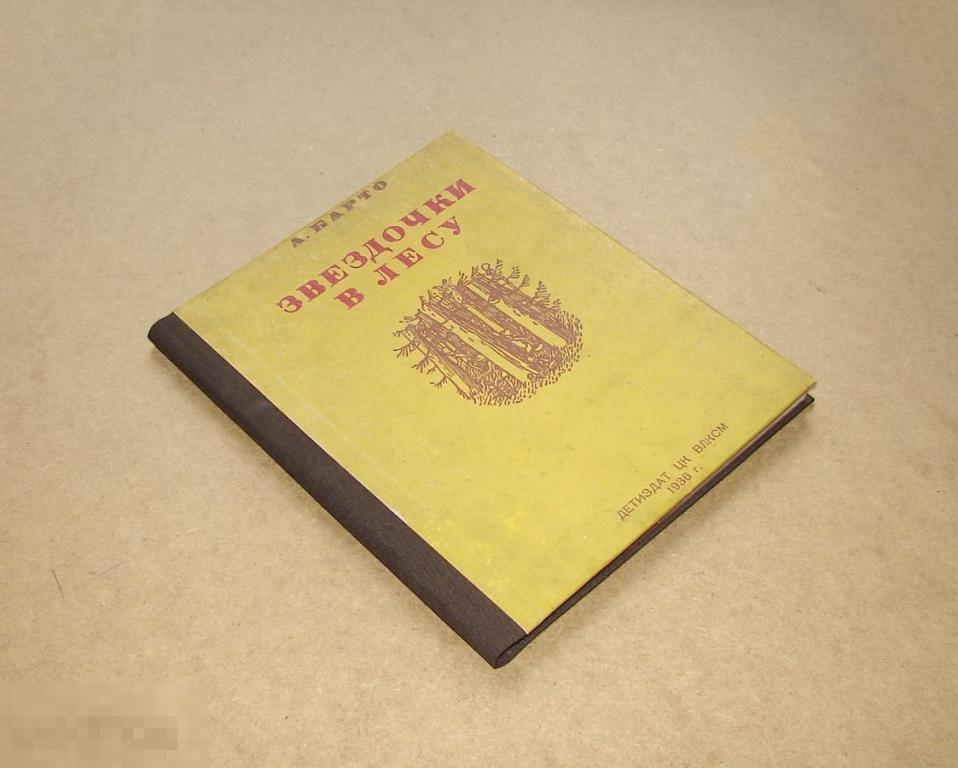 А. БАРТО
ЗВЕЗДОЧКИ
В ЛЕСУ
ДЕТИЗДАТ ЦК ВЛКСМ
1936 г.